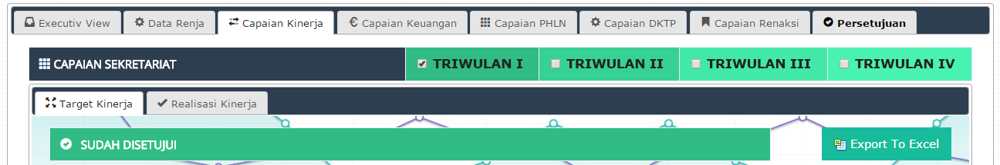 Executiv View Data Renja Capaian Kinerja Capaian Keuangan Capaian PHLN Capaian DKTP Capaian Renaksi Persetujuan
CAPAIAN SEKRETARIAT TRIWULAN I TRIWULAN II TRIWULAN III TRIWULAN IV
Target Kinerja Realisasi Kinerja
SUDAH DISETUJUI Export To Excel